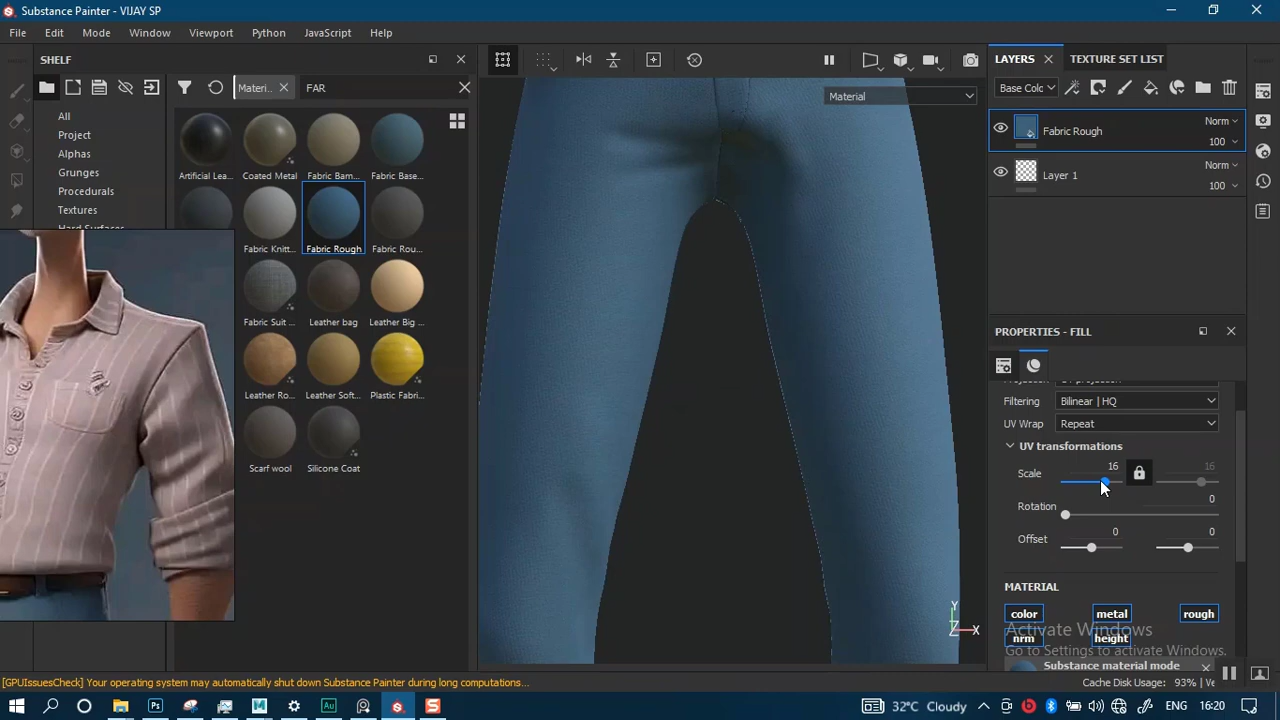 Substance Painter - VIJAY SP
File Edit Mode Window Viewport Python JavaScript Help
SHELF
LAYERS
TEXTURE SET LIST
Materi...
FAR
Base Colo
Material
All
Project
Alphas
Grunges
Procedurals
Textures
Hard Surfaces
Artificial Lea...
Coated Metal
Fabric Bam...
Fabric Base...
Fabric Knitt...
Fabric Rough
Fabric Rou...
Fabric Suit ...
Leather bag
Leather Big ...
Leather Ro...
Leather Soft...
Plastic Fabri...
Scarf wool
Silicone Coat
Fabric Rough
Norm
100
Layer 1
Norm
100
PROPERTIES - FILL
Filtering
Bilinear | HQ
UV Wrap
Repeat
UV transformations
Scale
16
16
Rotation
0
Offset
0
0
MATERIAL
color
metal
rough
nrm
height
Activate Windows
Go to Settings to activate Windows.
Substance material mode
Y
Z
X
[GPUIssuesCheck] Your operating system may automatically shut down Substance Painter during long computations...
Cache Disk Usage: 93% | Ve
32°C Cloudy
ENG
16:20